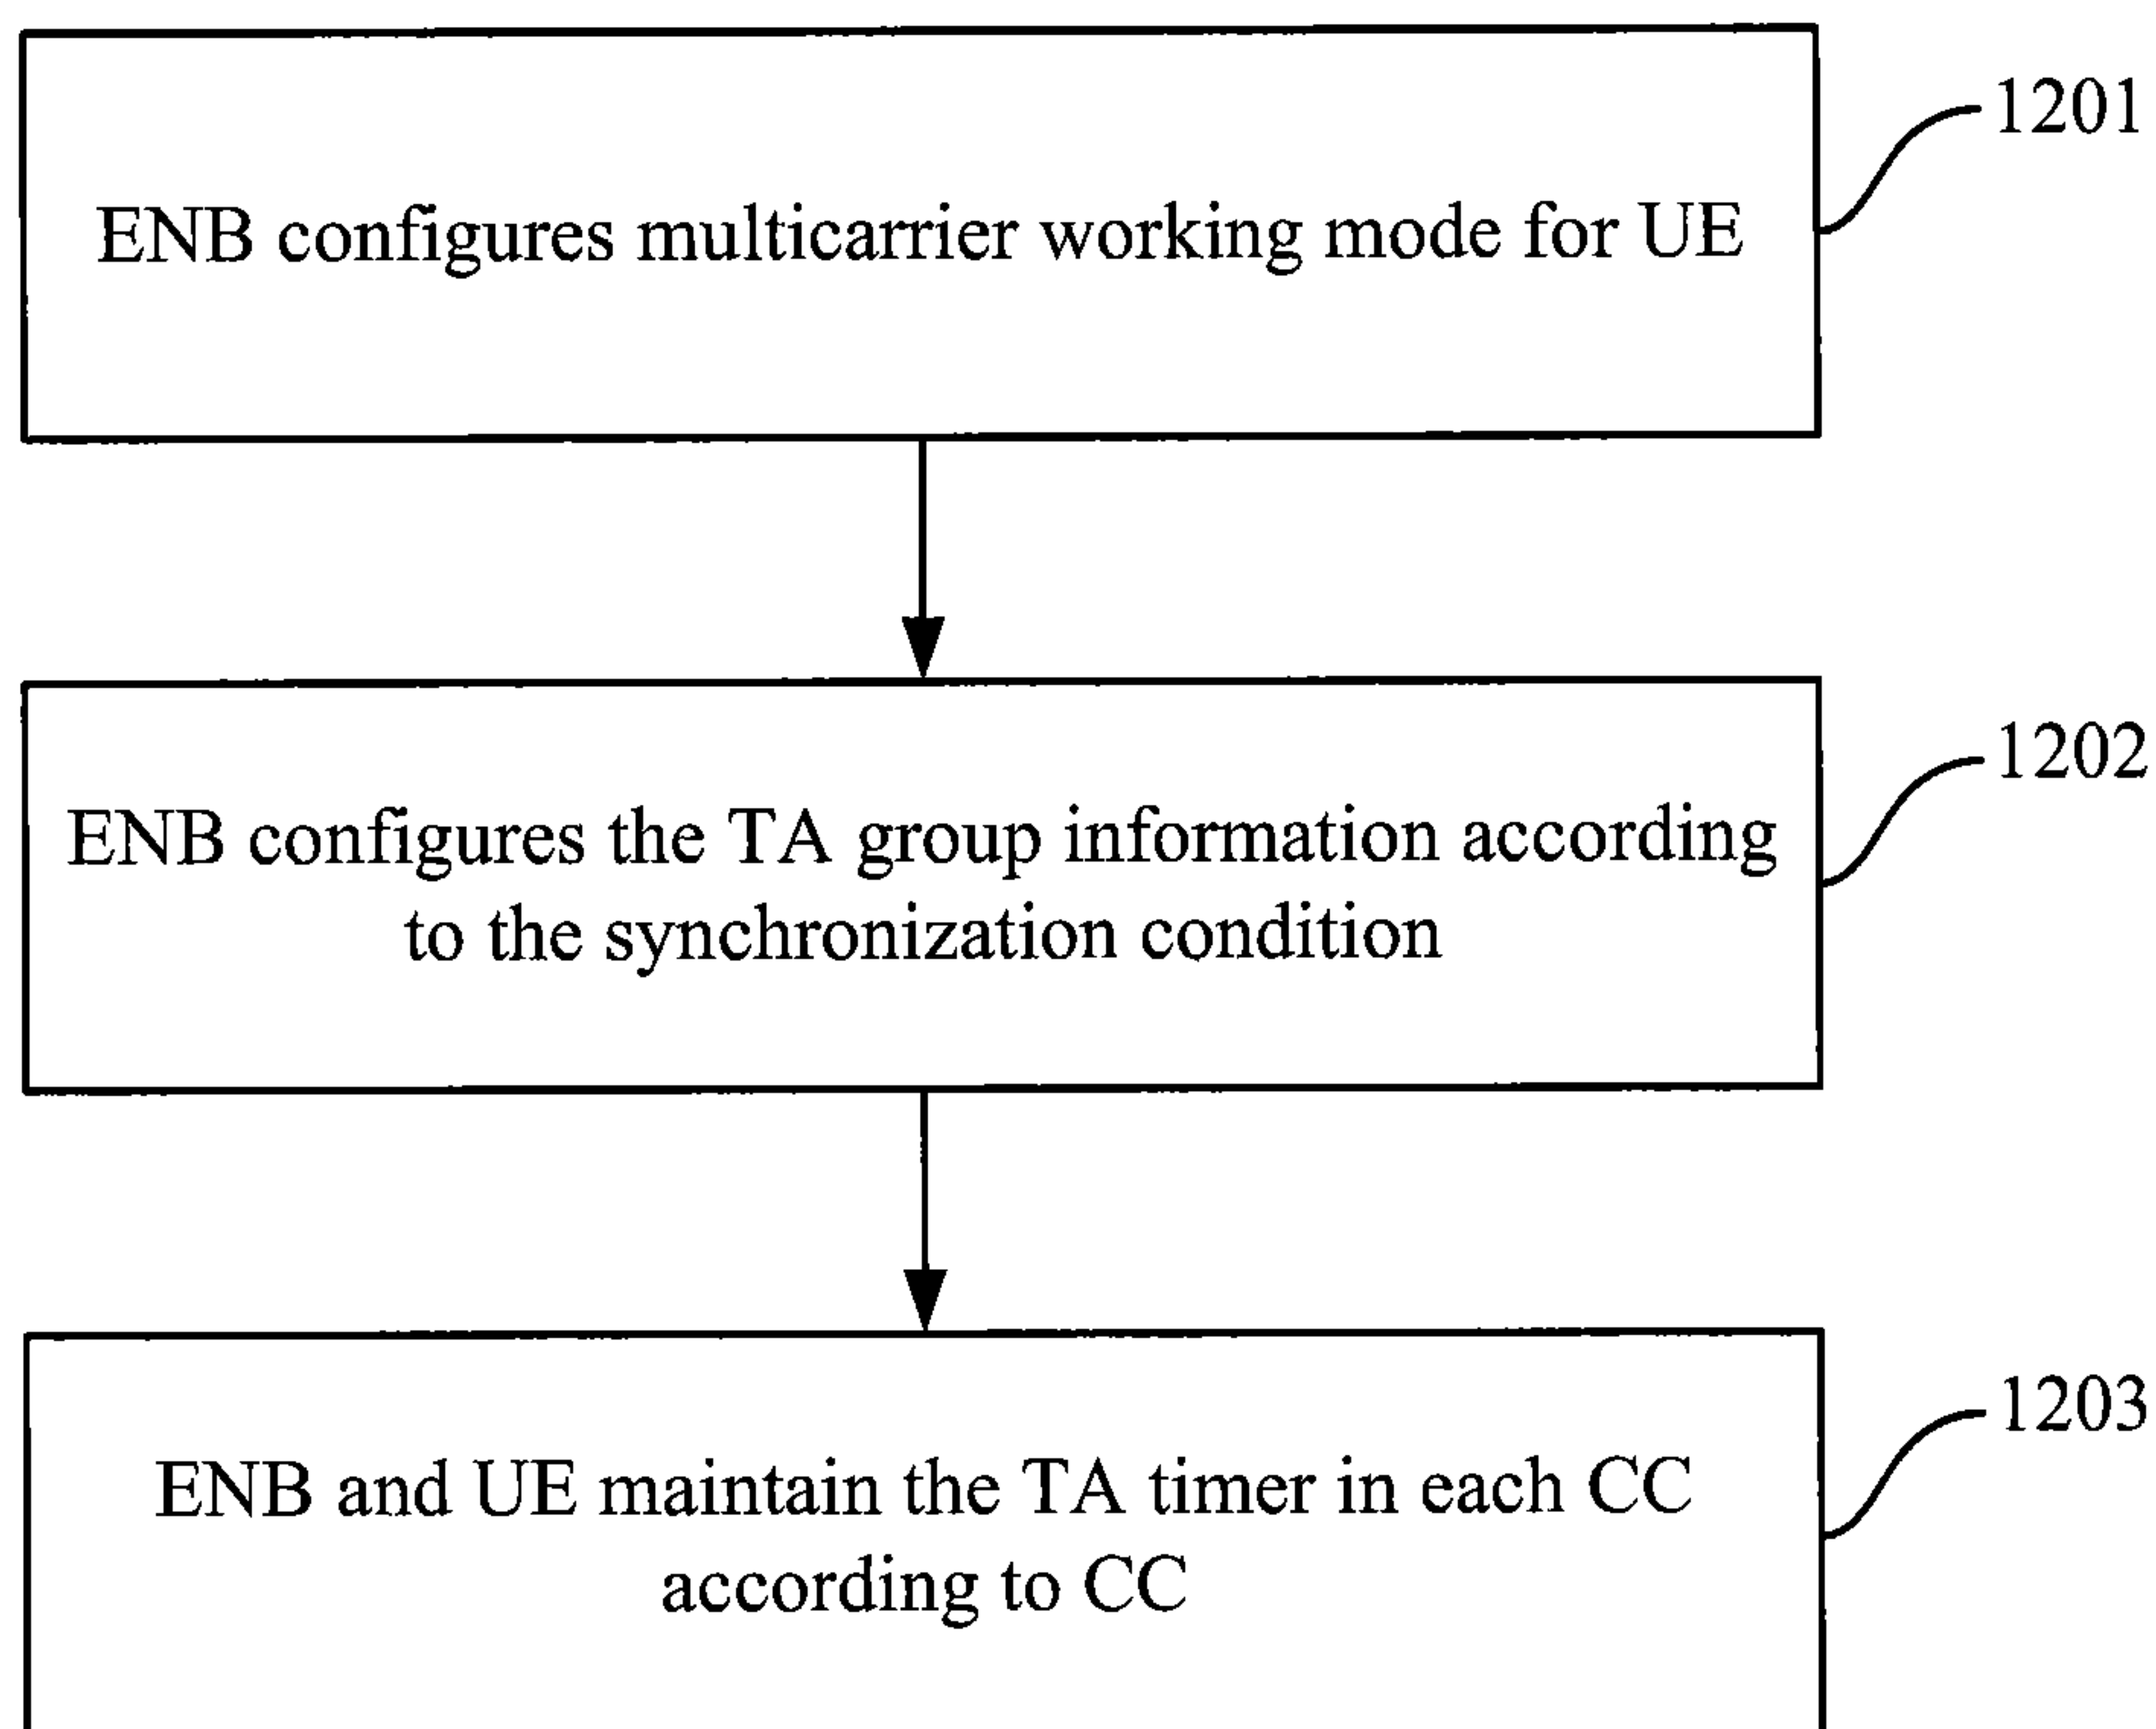 1201
ENB configures multicarrier working mode for UE
1202
ENB configures the TA group information according
to the synchronization condition
1203
ENB and UE maintain the TA timer in each CC
according to CC